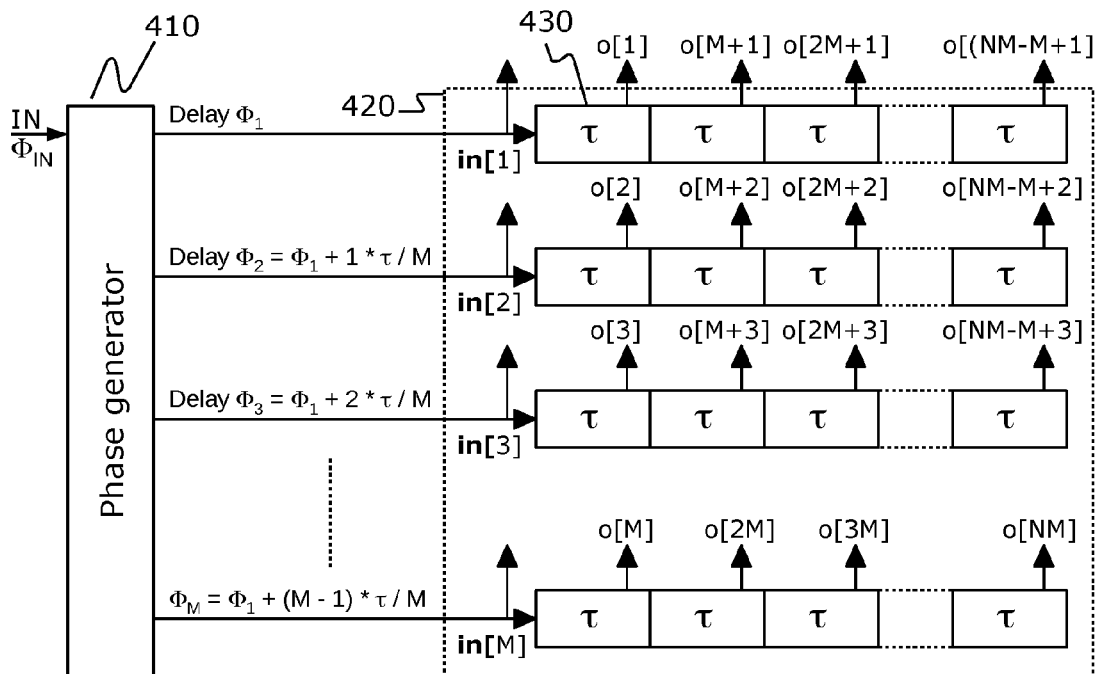 410
430
o[1] o[M+1] o[2M+1] o[(NM-M+1]
420
IN
ΦIN
Delay Φ1
in[1]
τ τ τ τ
o[2] o[M+2] o[2M+2] o[NM-M+2]
Delay Φ2 = Φ1 + 1 * τ / M
in[2]
τ τ τ τ
o[3] o[M+3] o[2M+3] o[NM-M+3]
Delay Φ3 = Φ1 + 2 * τ / M
in[3]
τ τ τ τ
Phase generator
o[M] o[2M] o[3M] o[NM]
ΦM = Φ1 + (M - 1) * τ / M
in[M]
τ τ τ τ